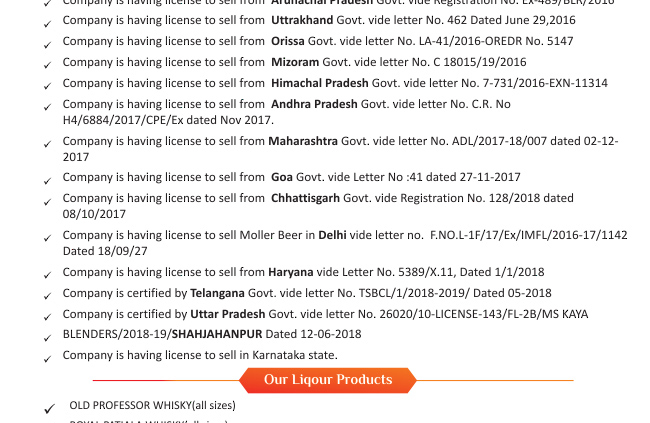 Company is having license to sell from Arunachal Pradesh Govt. vide Registration No. Ex-489/BLR/2016
Company is having license to sell from Uttrakhand Govt. vide letter No. 462 Dated June 29,2016
Company is having license to sell from Orissa Govt. vide letter No. LA-41/2016-OREDR No. 5147
Company is having license to sell from Mizoram Govt. vide letter No. C 18015/19/2016
Company is having license to sell from Himachal Pradesh Govt. vide letter No. 7-731/2016-EXN-11314
Company is having license to sell from Andhra Pradesh Govt. vide letter No. C.R. No
H4/6884/2017/CPE/Ex dated Nov 2017.
Company is having license to sell from Maharashtra Govt. vide letter No. ADL/2017-18/007 dated 02-12-
2017
Company is having license to sell from Goa Govt. vide Letter No :41 dated 27-11-2017
Company is having license to sell from Chhattisgarh Govt. vide Registration No. 128/2018 dated
08/10/2017
Company is having license to sell Moller Beer in Delhi vide letter no. F.NO.L-1F/17/Ex/IMFL/2016-17/1142
Dated 18/09/27
Company is having license to sell from Haryana vide Letter No. 5389/X.11, Dated 1/1/2018
Company is certified by Telangana Govt. vide letter No. TSBCL/1/2018-2019/ Dated 05-2018
Company is certified by Uttar Pradesh Govt. vide letter No. 26020/10-LICENSE-143/FL-2B/MS KAYA
BLENDERS/2018-19/SHAHJAHANPUR Dated 12-06-2018
Company is having license to sell in Karnataka state.
Our Liqour Products
OLD PROFESSOR WHISKY(all sizes)